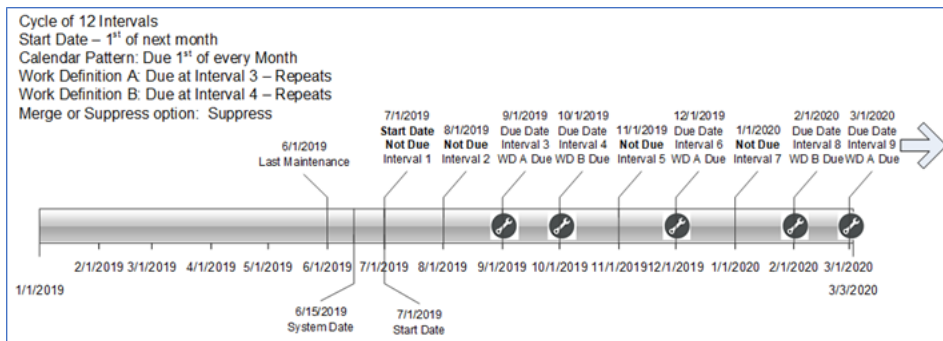 Cycle of 12 Intervals
Start Date – 1st of next month
Calendar Pattern: Due 1st of every Month
Work Definition A: Due at Interval 3 – Repeats
Work Definition B: Due at Interval 4 – Repeats
Merge or Suppress option: Suppress
6/1/2019
Last Maintenance
7/1/2019
Start Date
Not Due
Interval 1
8/1/2019
Not Due
Interval 2
9/1/2019
Due Date
Interval 3
WD A Due
10/1/2019
Due Date
Interval 4
WD B Due
11/1/2019
Not Due
Interval 5
12/1/2019
Due Date
Interval 6
WD A Due
1/1/2020
Not Due
Interval 7
2/1/2020
Due Date
Interval 8
WD B Due
3/1/2020
Due Date
Interval 9
WD A Due
2/1/2019 3/1/2019 4/1/2019 5/1/2019 6/1/2019 7/1/2019 8/1/2019 9/1/2019 10/1/2019 11/1/2019 12/1/2019 1/1/2020 2/1/2020 3/1/2020
1/1/2019 3/3/2020
6/15/2019
System Date
7/1/2019
Start Date